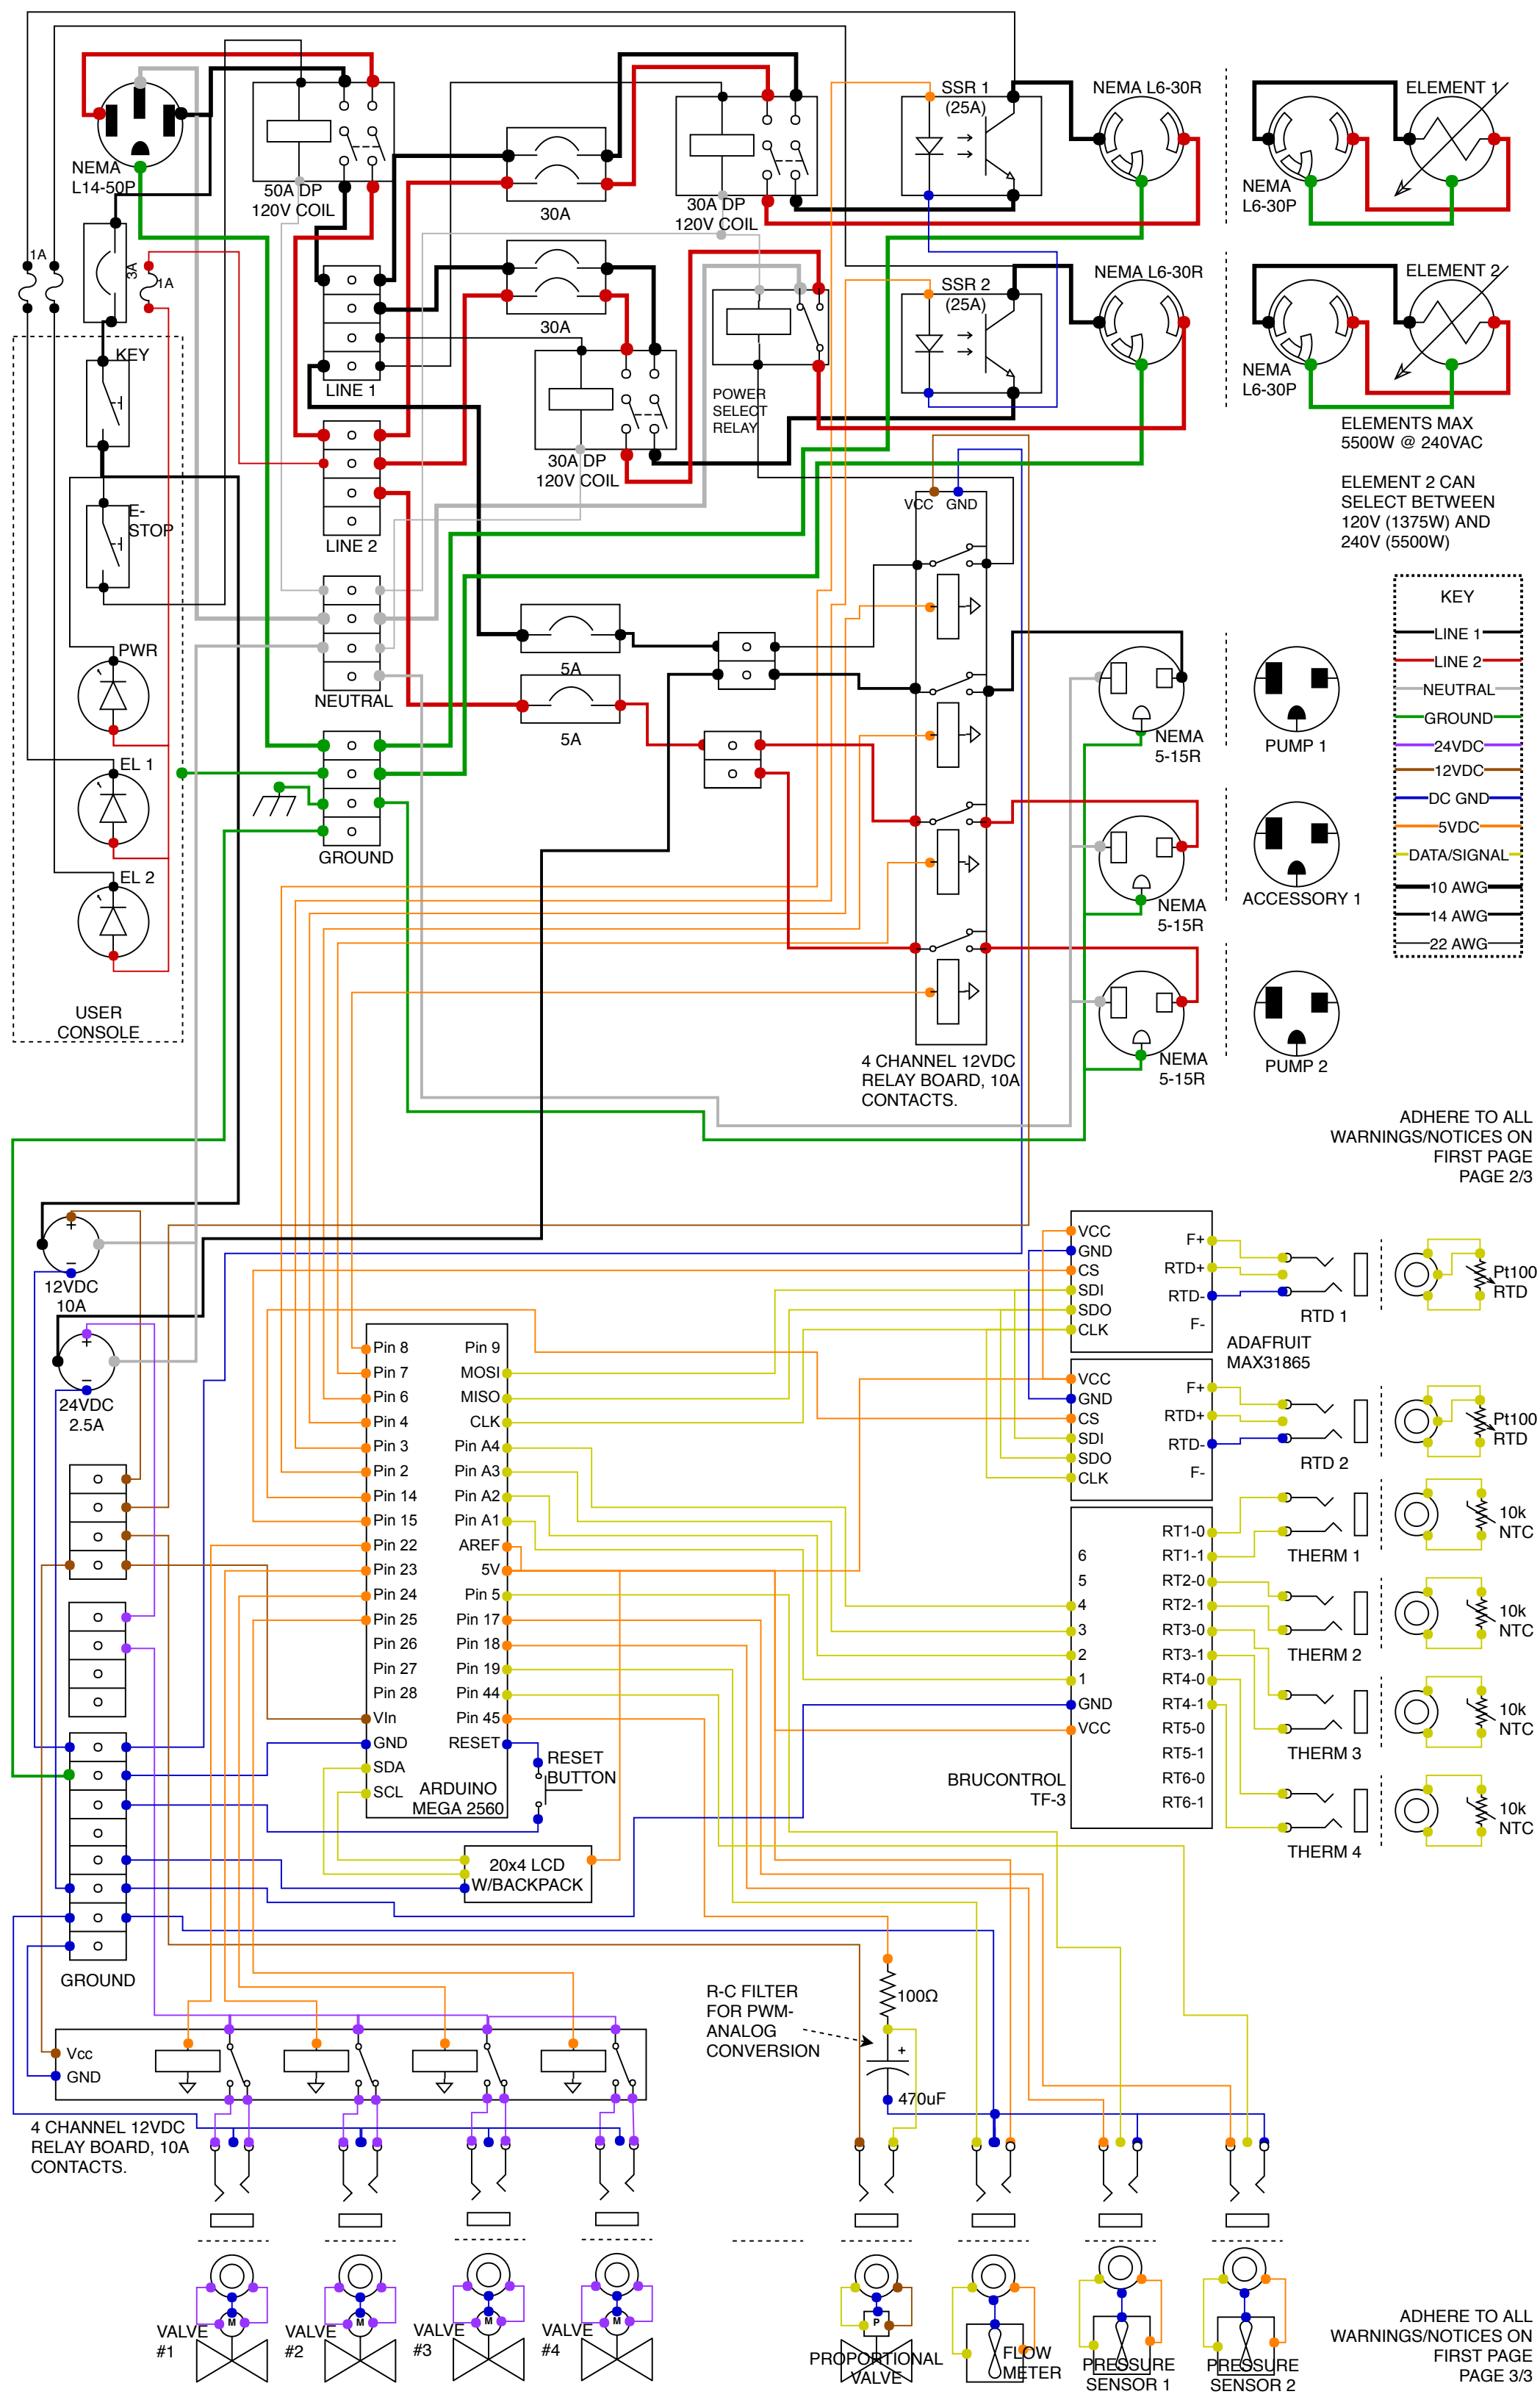 NEMA
L14-50P
50A DP
120V COIL
30A
30A DP
120V COIL
SSR 1
(25A)
NEMA L6-30R
NEMA
L6-30P
ELEMENT 1
1A
3A
1A
30A
SSR 2
(25A)
NEMA L6-30R
NEMA
L6-30P
ELEMENT 2
KEY
LINE 1
30A DP
120V COIL
POWER
SELECT
RELAY
ELEMENTS MAX
5500W @ 240VAC
ELEMENT 2 CAN
SELECT BETWEEN
120V (1375W) AND
240V (5500W)
E-
STOP
LINE 2
VCC
GND
KEY
LINE 1
LINE 2
NEUTRAL
GROUND
24VDC
12VDC
DC GND
5VDC
DATA/SIGNAL
10 AWG
14 AWG
22 AWG
PWR
NEUTRAL
5A
5A
NEMA
5-15R
PUMP 1
EL 1
GROUND
EL 2
NEMA
5-15R
ACCESSORY 1
USER
CONSOLE
4 CHANNEL 12VDC
RELAY BOARD, 10A
CONTACTS.
NEMA
5-15R
PUMP 2
ADHERE TO ALL
WARNINGS/NOTICES ON
FIRST PAGE
PAGE 2/3
+
−
12VDC
10A
+
−
24VDC
2.5A
VCC
GND
CS
SDI
SDO
CLK
F+
RTD+
RTD-
F-
RTD 1
Pt100
RTD
ADAFRUIT
MAX31865
VCC
GND
CS
SDI
SDO
CLK
F+
RTD+
RTD-
F-
RTD 2
Pt100
RTD
Pin 8
Pin 7
Pin 6
Pin 4
Pin 3
Pin 2
Pin 14
Pin 15
Pin 22
Pin 23
Pin 24
Pin 25
Pin 26
Pin 27
Pin 28
VIn
GND
SDA
SCL
Pin 9
MOSI
MISO
CLK
Pin A4
Pin A3
Pin A2
Pin A1
AREF
5V
Pin 5
Pin 17
Pin 18
Pin 19
Pin 44
Pin 45
RESET
ARDUINO
MEGA 2560
RESET
BUTTON
6
5
4
3
2
1
GND
VCC
RT1-0
RT1-1
RT2-0
RT2-1
RT3-0
RT3-1
RT4-0
RT4-1
RT5-0
RT5-1
RT6-0
RT6-1
BRUCONTROL
TF-3
THERM 1
10k
NTC
THERM 2
10k
NTC
THERM 3
10k
NTC
THERM 4
10k
NTC
20x4 LCD
W/BACKPACK
GROUND
R-C FILTER
FOR PWM-
ANALOG
CONVERSION
100Ω
+
470uF
Vcc
GND
4 CHANNEL 12VDC
RELAY BOARD, 10A
CONTACTS.
M
M
M
M
P
VALVE
#1
VALVE
#2
VALVE
#3
VALVE
#4
PROPORTIONAL
VALVE
FLOW
METER
PRESSURE
SENSOR 1
PRESSURE
SENSOR 2
ADHERE TO ALL
WARNINGS/NOTICES ON
FIRST PAGE
PAGE 3/3